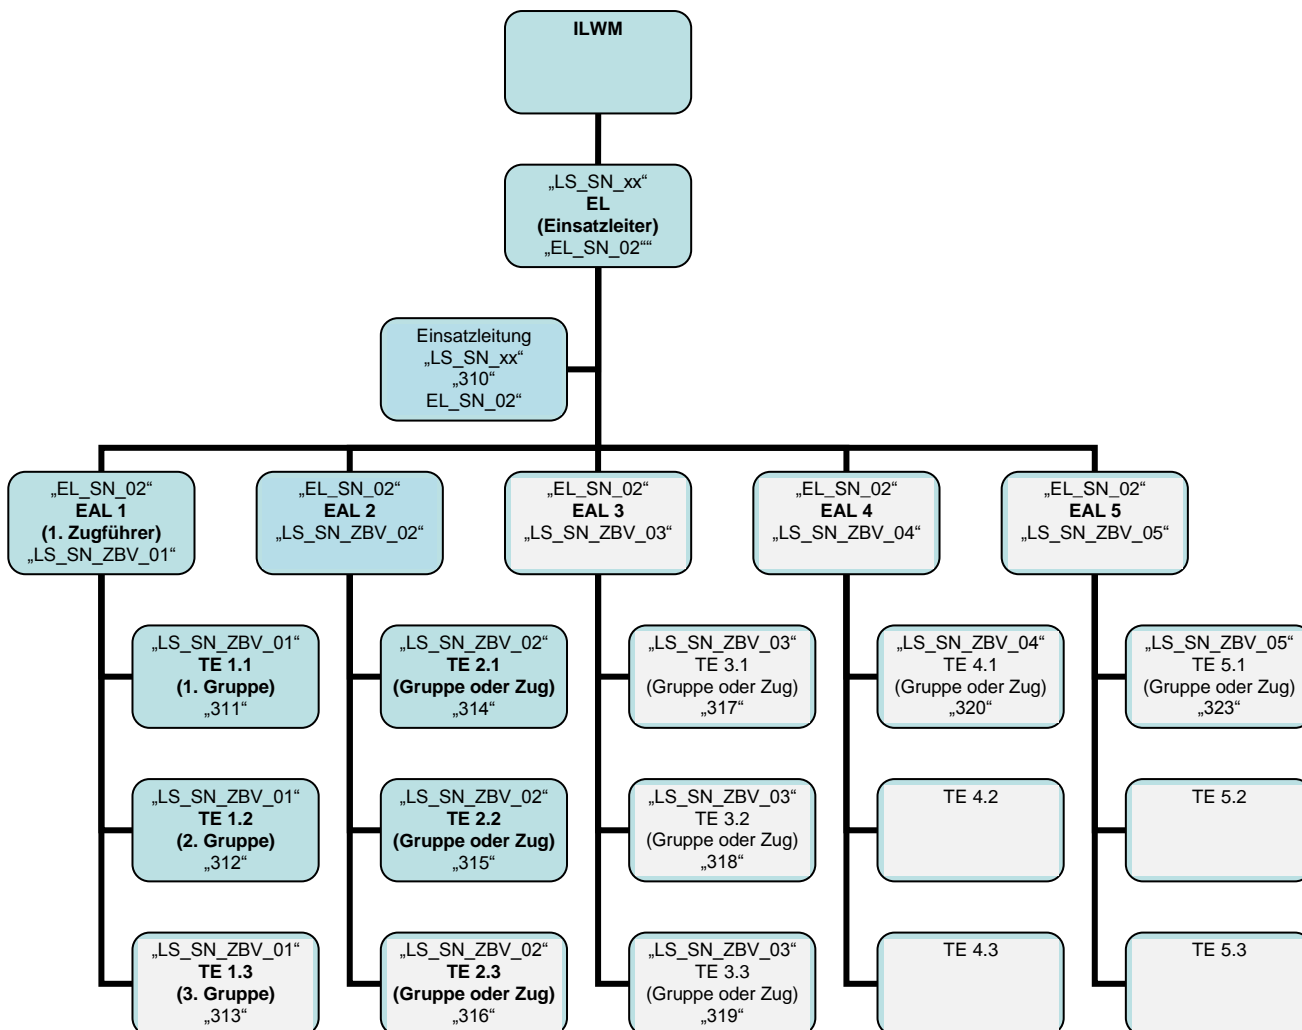 ILWM
„LS_SN_xx“
EL
(Einsatzleiter)
„EL_SN_02““
Einsatzleitung
„LS_SN_xx“
„310“
EL_SN_02“
„EL_SN_02“
EAL 1
(1. Zugführer)
„LS_SN_ZBV_01“
„EL_SN_02“
EAL 2
„LS_SN_ZBV_02“
„EL_SN_02“
EAL 3
„LS_SN_ZBV_03“
„EL_SN_02“
EAL 4
„LS_SN_ZBV_04“
„EL_SN_02“
EAL 5
„LS_SN_ZBV_05“
„LS_SN_ZBV_01“
TE 1.1
(1. Gruppe)
„311“
„LS_SN_ZBV_02“
TE 2.1
(Gruppe oder Zug)
„314“
„LS_SN_ZBV_03“
TE 3.1
(Gruppe oder Zug)
„317“
„LS_SN_ZBV_04“
TE 4.1
(Gruppe oder Zug)
„320“
„LS_SN_ZBV_05“
TE 5.1
(Gruppe oder Zug)
„323“
„LS_SN_ZBV_01“
TE 1.2
(2. Gruppe)
„312“
„LS_SN_ZBV_02“
TE 2.2
(Gruppe oder Zug)
„315“
„LS_SN_ZBV_03“
TE 3.2
(Gruppe oder Zug)
„318“
TE 4.2
TE 5.2
„LS_SN_ZBV_01“
TE 1.3
(3. Gruppe)
„313“
„LS_SN_ZBV_02“
TE 2.3
(Gruppe oder Zug)
„316“
„LS_SN_ZBV_03“
TE 3.3
(Gruppe oder Zug)
„319“
TE 4.3
TE 5.3